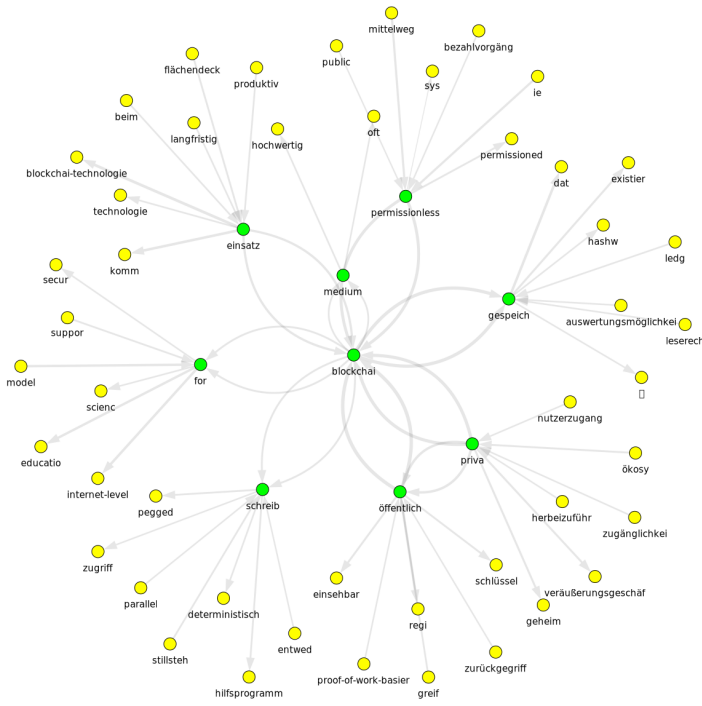 mittelweg
bezahlvorgäng
public
flächendeck
produktiv
sys
ie
beim
oft
langfristig
hochwertig
permissioned
blockchai-technologie
dat
existier
technologie
permissionless
hashw
einsatz
ledg
komm
secur
medium
gespeich
auswertungsmöglichkei
suppor
leserech
model
for
blockchai
scienc
nutzerzugang
educatio
priva
ökosy
internet-level
pegged
schreib
öffentlich
herbeizuführ
zugänglichkei
zugriff
schlüssel
parallel
einsehbar
veräußerungsgeschäf
deterministisch
regi
geheim
stillsteh
entwed
zurückgegriff
proof-of-work-basier
greif
hilfsprogramm